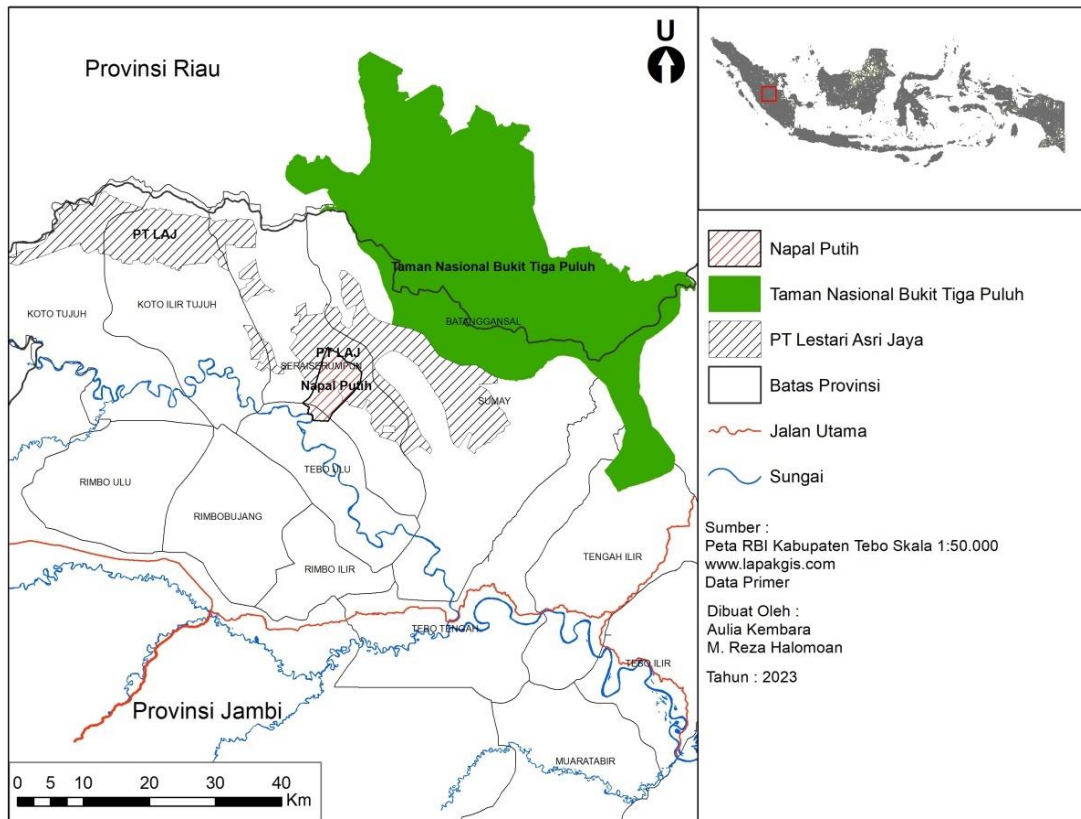 Provinsi Riau
U
PT LAJ
Taman Nasional Bukit Tiga Puluh
KOTO TUJUH
KOTO ILIR TUJUH
BATANGGANSAL
PT LAJ
SERAISERUMPUN
Napal Putih
SUMAY
RIMBO ULU
TEBO ULU
RIMBOBUJANG
TENGAH ILIR
RIMBO ILIR
TEBO TENGAH
TEBO ILIR
Provinsi Jambi
MUARATABIR
0 5 10 20 30 40
Km
Napal Putih
Taman Nasional Bukit Tiga Puluh
PT Lestari Asri Jaya
Batas Provinsi
Jalan Utama
Sungai
Sumber :
Peta RBI Kabupaten Tebo Skala 1:50.000
www.lapakgis.com
Data Primer
Dibuat Oleh :
Aulia Kembara
M. Reza Halomoan
Tahun : 2023